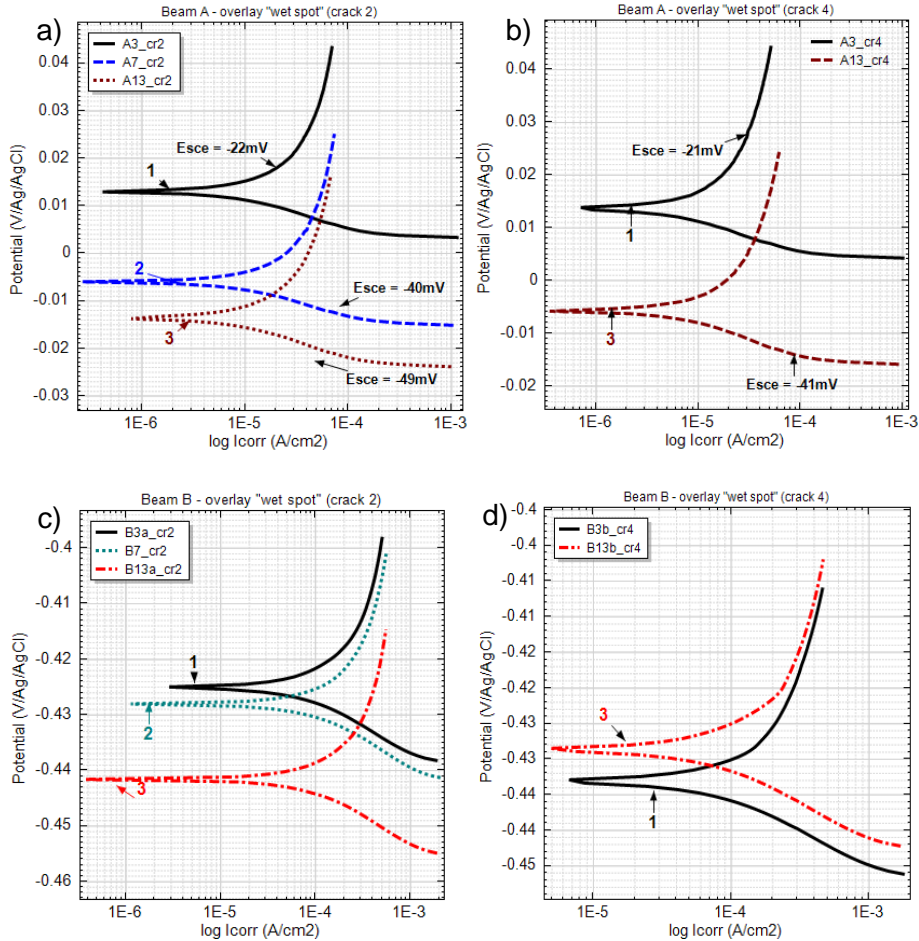 a)
Beam A - overlay "wet spot" (crack 2)
A3_cr2
A7_cr2
A13_cr2
Esce = -22mV
1
2
Esce = -40mV
3
Esce = -49mV
0.04
0.03
0.02
0.01
0
-0.01
-0.02
-0.03
Potential (V/Ag/AgCl)
1E-6
1E-5
1E-4
1E-3
log Icorr (A/cm2)
b)
Beam A - overlay "wet spot" (crack 4)
A3_cr4
A13_cr4
Esce = -21mV
1
3
Esce = -41mV
0.04
0.03
0.02
0.01
0
-0.01
-0.02
Potential (V/Ag/AgCl)
1E-6
1E-5
1E-4
1E-3
log Icorr (A/cm2)
c)
Beam B - overlay "wet spot" (crack 2)
B3a_cr2
B7_cr2
B13a_cr2
1
2
3
-0.4
-0.41
-0.42
-0.43
-0.44
-0.45
-0.46
Potential (V/Ag/AgCl)
1E-6
1E-5
1E-4
1E-3
log Icorr (A/cm2)
d)
Beam B - overlay "wet spot" (crack 4)
B3b_cr4
B13b_cr4
3
1
-0.4
-0.41
-0.41
-0.42
-0.43
-0.43
-0.44
-0.44
-0.45
Potential (V/Ag/AgCl)
1E-5
1E-4
1E-3
log Icorr (A/cm2)